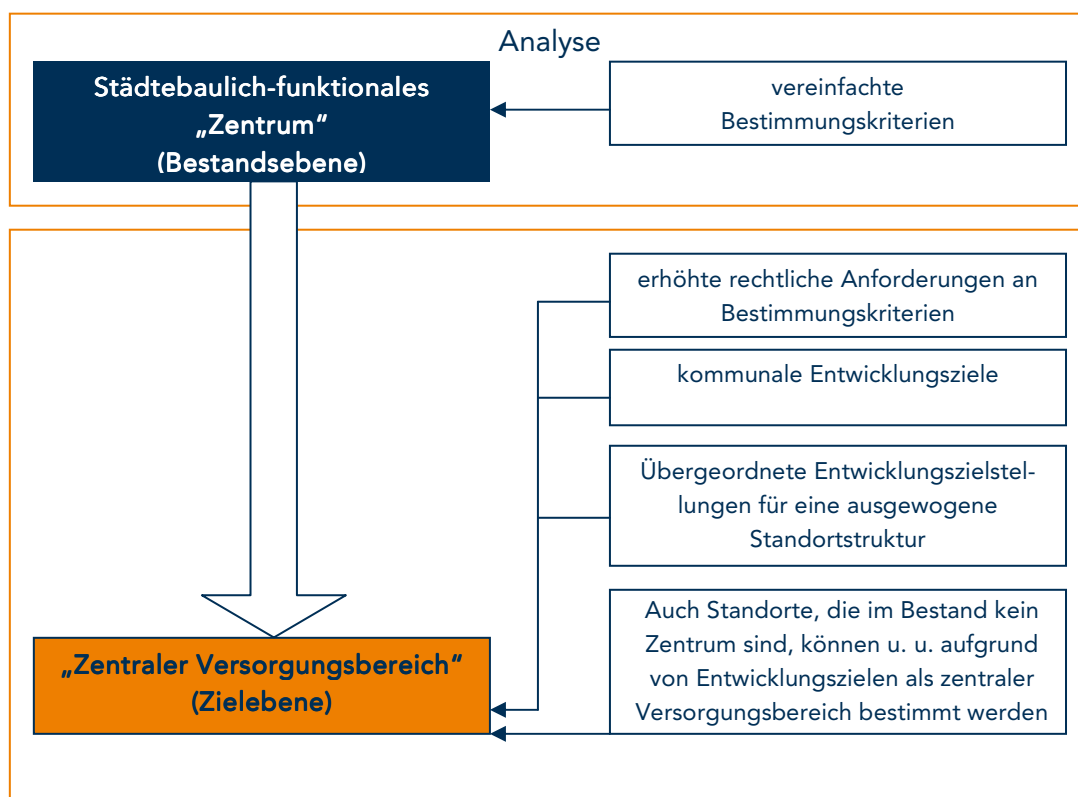 Analyse
Städtebaulich-funktionales
„Zentrum“
(Bestandsebene)
vereinfachte
Bestimmungskriterien
erhöhte rechtliche Anforderungen an
Bestimmungskriterien
kommunale Entwicklungsziele
Übergeordnete Entwicklungszielstel-
lungen für eine ausgewogene
Standortstruktur
Auch Standorte, die im Bestand kein
Zentrum sind, können u. u. aufgrund
von Entwicklungszielen als zentraler
Versorgungsbereich bestimmt werden
„Zentraler Versorgungsbereich“
(Zielebene)